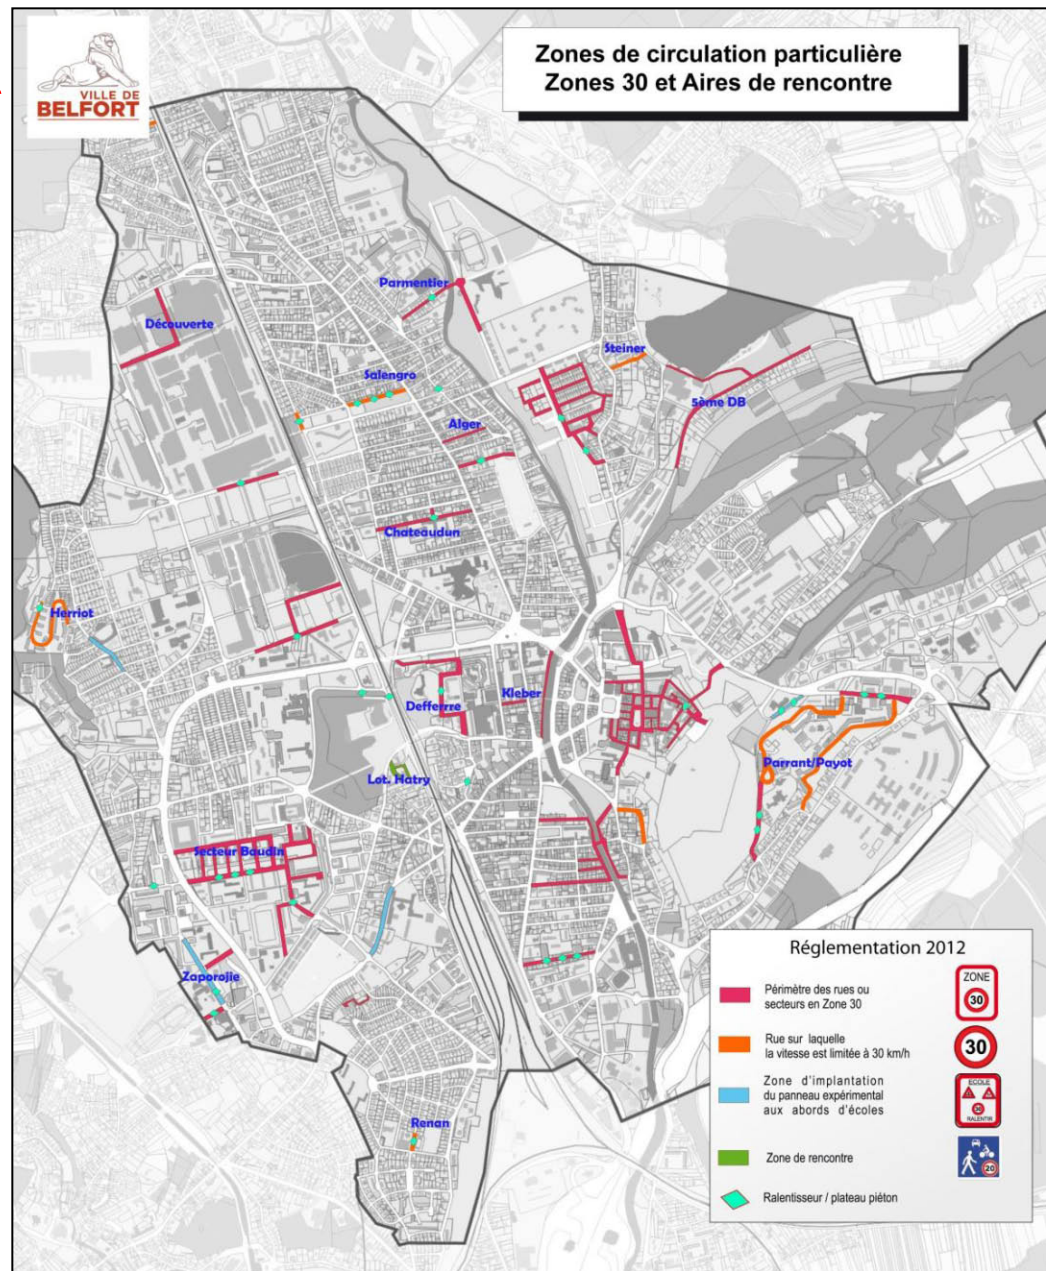 VILLE DE
BELFORT
Zones de circulation particulière
Zones 30 et Aires de rencontre
Parmentier
Découverte
Steiner
Salengro
5ème DB
Alger
Chateaudun
Herriot
Kleber
Defferrre
Parrant/Payot
Lot. Hatry
Secteur Baudin
Zaporojie
Renan
Réglementation 2012
Périmètre des rues ou
secteurs en Zone 30
ZONE
30
Rue sur laquelle
la vitesse est limitée à 30 km/h
30
Zone d'implantation
du panneau expérimental
aux abords d'écoles
ECOLE
30
RALENTIR
Zone de rencontre
20
Ralentisseur / plateau piéton